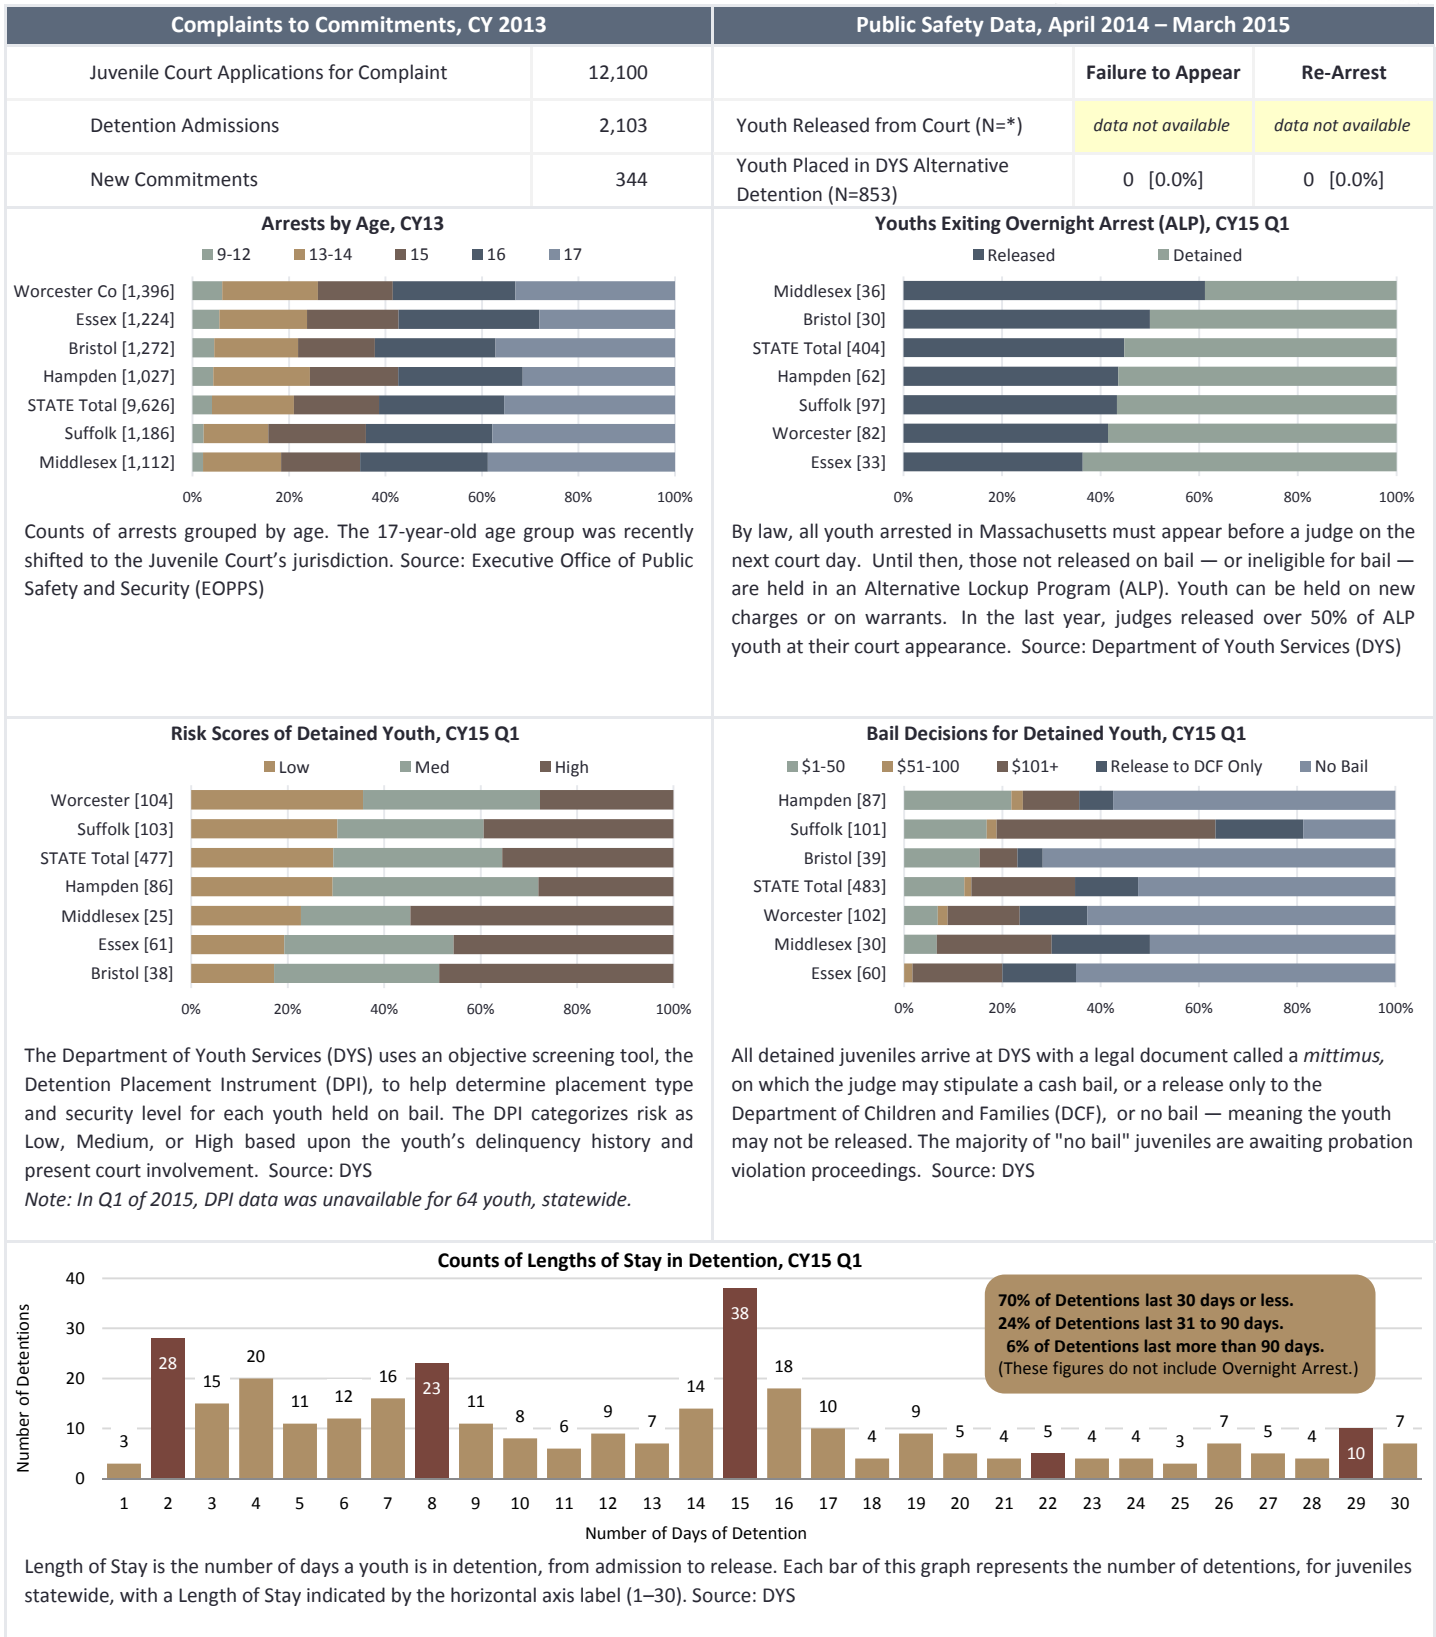 Complaints to Commitments, CY 2013
Juvenile Court Applications for Complaint 12,100
Detention Admissions 2,103
New Commitments 344
Public Safety Data, April 2014 – March 2015
Failure to Appear Re-Arrest
Youth Released from Court (N=*) data not available data not available
Youth Placed in DYS Alternative
Detention (N=853) 0 [0.0%] 0 [0.0%]
Arrests by Age, CY13
9-12 13-14 15 16 17
Worcester Co [1,396]
Essex [1,224]
Bristol [1,272]
Hampden [1,027]
STATE Total [9,626]
Suffolk [1,186]
Middlesex [1,112]
0% 20% 40% 60% 80% 100%
Counts of arrests grouped by age. The 17-year-old age group was recently
shifted to the Juvenile Court’s jurisdiction. Source: Executive Office of Public
Safety and Security (EOPPS)
Youths Exiting Overnight Arrest (ALP), CY15 Q1
Released Detained
Middlesex [36]
Bristol [30]
STATE Total [404]
Hampden [62]
Suffolk [97]
Worcester [82]
Essex [33]
0% 20% 40% 60% 80% 100%
By law, all youth arrested in Massachusetts must appear before a judge on the
next court day. Until then, those not released on bail — or ineligible for bail —
are held in an Alternative Lockup Program (ALP). Youth can be held on new
charges or on warrants. In the last year, judges released over 50% of ALP
youth at their court appearance. Source: Department of Youth Services (DYS)
Risk Scores of Detained Youth, CY15 Q1
Low Med High
Worcester [104]
Suffolk [103]
STATE Total [477]
Hampden [86]
Middlesex [25]
Essex [61]
Bristol [38]
0% 20% 40% 60% 80% 100%
The Department of Youth Services (DYS) uses an objective screening tool, the
Detention Placement Instrument (DPI), to help determine placement type
and security level for each youth held on bail. The DPI categorizes risk as
Low, Medium, or High based upon the youth’s delinquency history and
present court involvement. Source: DYS
Note: In Q1 of 2015, DPI data was unavailable for 64 youth, statewide.
Bail Decisions for Detained Youth, CY15 Q1
$1-50 $51-100 $101+ Release to DCF Only No Bail
Hampden [87]
Suffolk [101]
Bristol [39]
STATE Total [483]
Worcester [102]
Middlesex [30]
Essex [60]
0% 20% 40% 60% 80% 100%
All detained juveniles arrive at DYS with a legal document called a mittimus,
on which the judge may stipulate a cash bail, or a release only to the
Department of Children and Families (DCF), or no bail — meaning the youth
may not be released. The majority of "no bail" juveniles are awaiting probation
violation proceedings. Source: DYS
Counts of Lengths of Stay in Detention, CY15 Q1
Number of Detentions
40
30
20
10
0
3 28 15 20 11 12 16 23 11 8 6 9 7 14 38 18 10 4 9 5 4 5 4 4 3 7 5 4 10 7
70% of Detentions last 30 days or less.
24% of Detentions last 31 to 90 days.
6% of Detentions last more than 90 days.
(These figures do not include Overnight Arrest.)
1 2 3 4 5 6 7 8 9 10 11 12 13 14 15 16 17 18 19 20 21 22 23 24 25 26 27 28 29 30
Number of Days of Detention
Length of Stay is the number of days a youth is in detention, from admission to release. Each bar of this graph represents the number of detentions, for juveniles
statewide, with a Length of Stay indicated by the horizontal axis label (1–30). Source: DYS